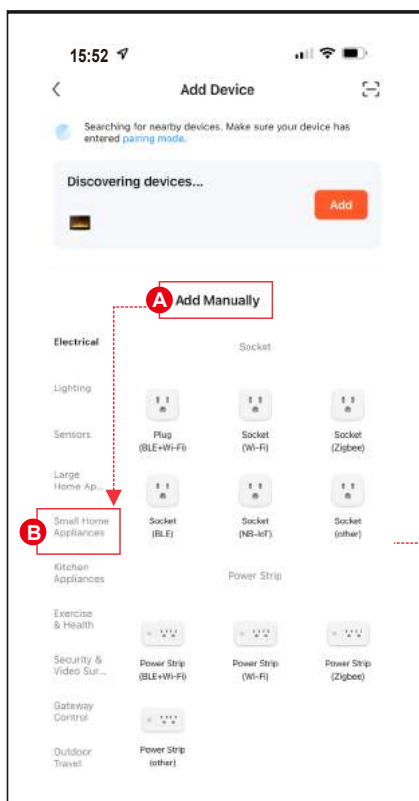 15:52
Add Device
Searching for nearby devices. Make sure your device has
entered pairing mode.
Discovering devices...
Add
A
Add Manually
Electrical
Socket
Lighting
Sensors
Plug
(BLE+Wi-Fi)
Socket
(Wi-Fi)
Socket
(Zigbee)
Large
Home Ap...
B
Small Home
Appliances
Socket
(BLE)
Socket
(NB-IoT)
Socket
(other)
Kitchen
Appliances
Power Strip
Exercise
& Health
Security &
Video Sur...
Power Strip
(BLE+Wi-Fi)
Power Strip
(Wi-Fi)
Power Strip
(Zigbee)
Gateway
Control
Outdoor
Travel
Power Strip
(other)